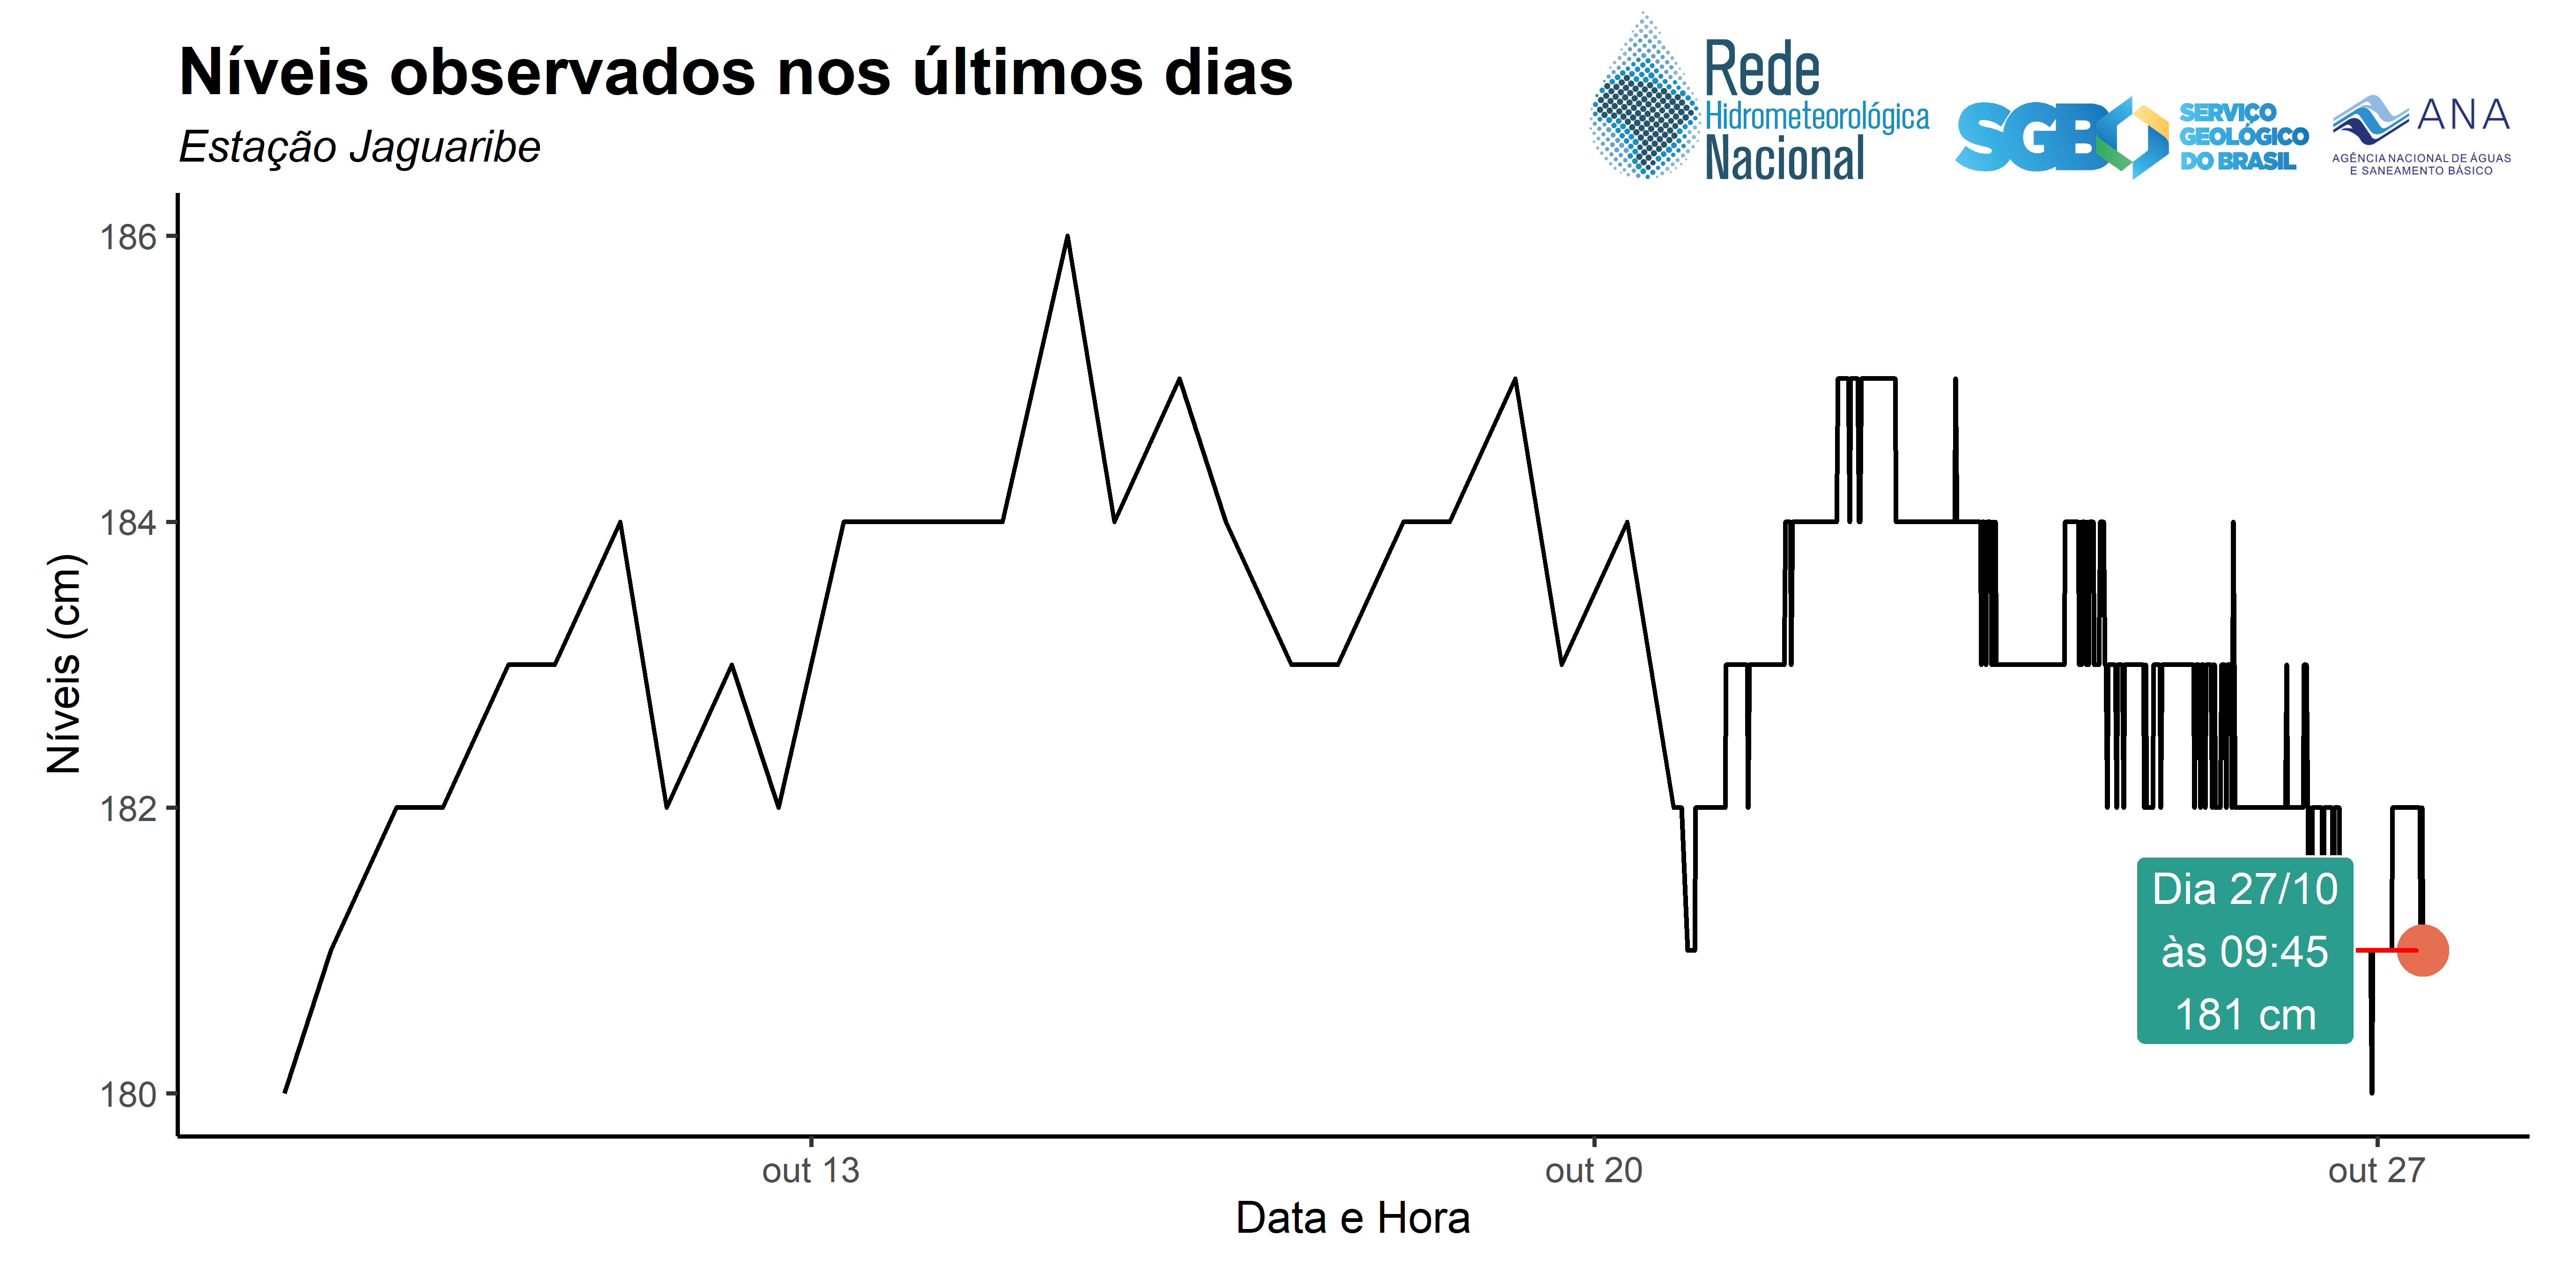 Níveis observados nos últimos dias
Estação Jaguaribe
Rede
Hidrometeorológica
Nacional
SGB
SERVIÇO
GEOLÓGICO
DO BRASIL
ANA
AGÊNCIA NACIONAL DE ÁGUAS
E SANEAMENTO BÁSICO
Níveis (cm)
186
184
182
180
Dia 27/10
às 09:45
181 cm
out 13
out 20
out 27
Data e Hora